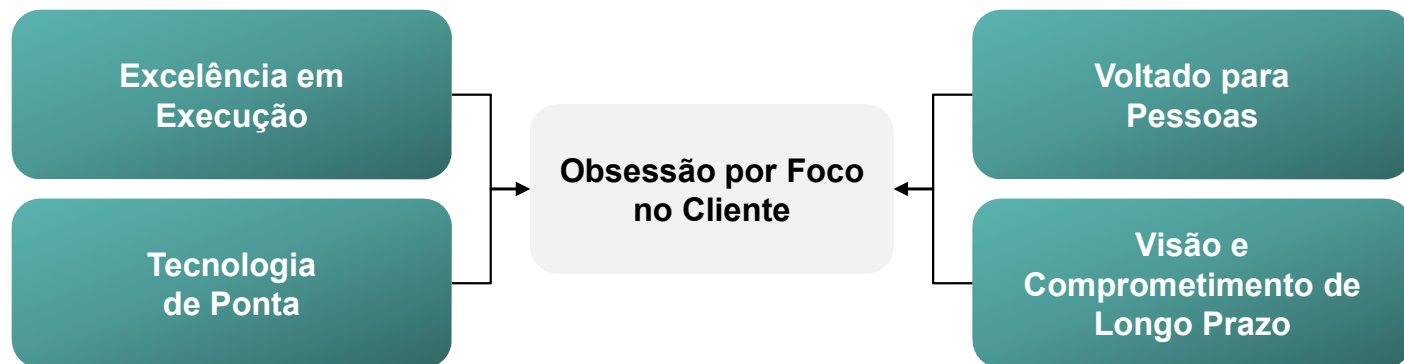 Excelência em
Execução
Tecnologia
de Ponta
Obsessão por Foco
no Cliente
Voltado para
Pessoas
Visão e
Comprometimento de
Longo Prazo